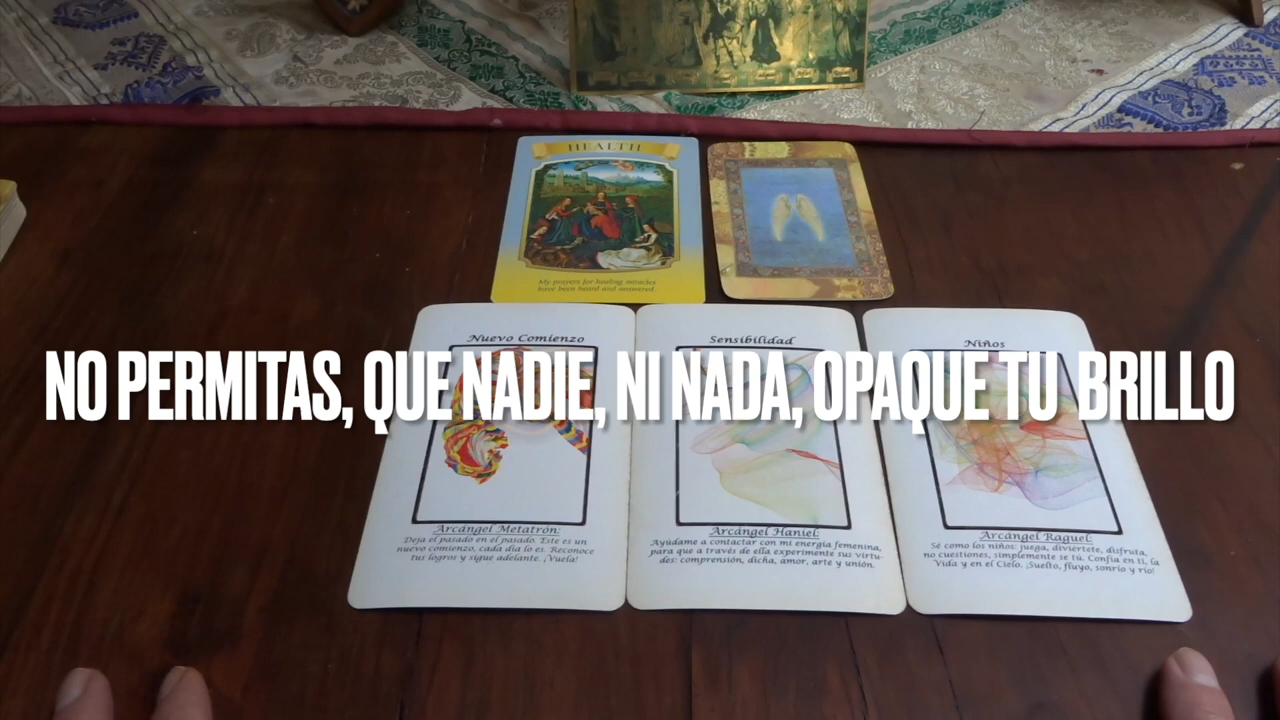 HEALTH
My prayers for healing miracles
have been heard and answered.
Nuevo Comienzo
Sensibilidad
Niños
NO PERMITAS, QUE NADIE, NI NADA, OPAQUE TU BRILLO
Arcángel Metatrón:
Deja el pasado en el pasado. Este es un
nuevo comienzo, cada día lo es. Reconoce
tus logros y sigue adelante. ¡Vuela!
Arcángel Haniel:
Ayúdame a contactar con mi energía femenina,
para que a través de ella experimente sus virtu-
des: comprensión, dicha, amor, arte y unión.
Arcángel Raguel:
Sé como los niños: juega, diviértete, disfruta,
no cuestiones, simplemente se tú. Confía en ti, la
Vida y en el Cielo. ¡Suelto, fluyo, sonrío y río!